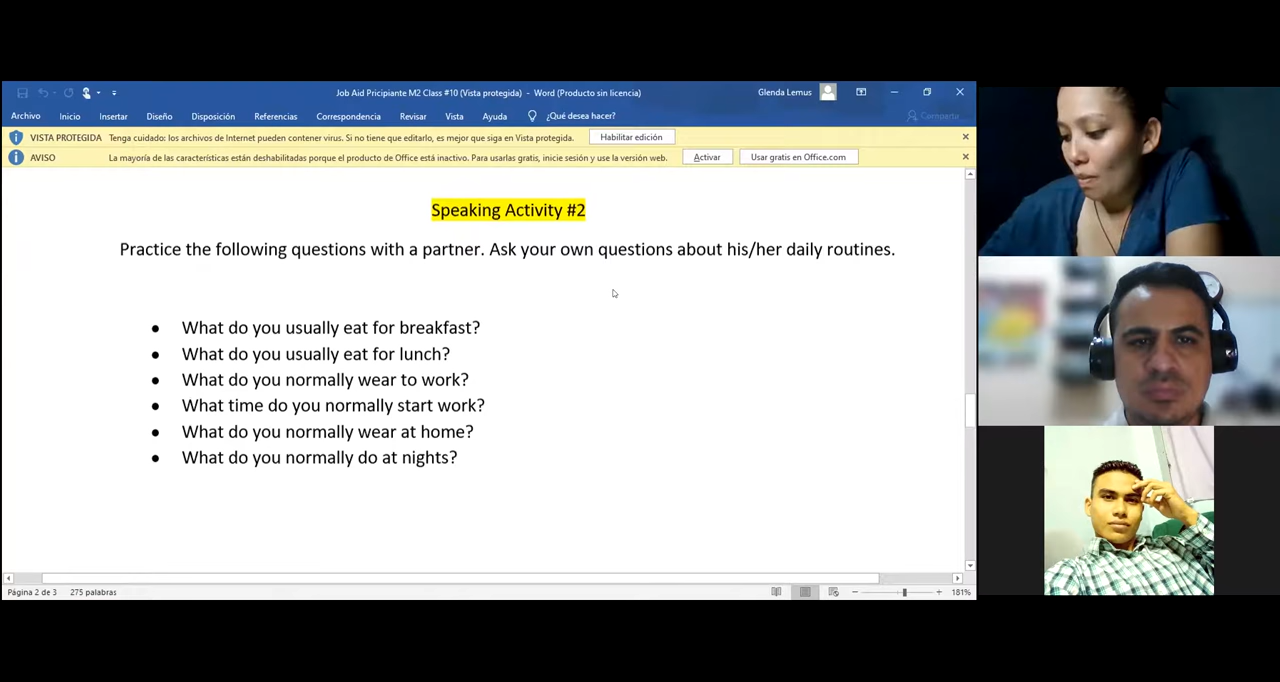 Job Aid Pricipiante M2 Class #10 (Vista protegida) - Word (Producto sin licencia)
Glenda Lemus
Archivo Inicio Insertar Diseño Disposición Referencias Correspondencia Revisar Vista Ayuda ¿Qué desea hacer? Compartir
VISTA PROTEGIDA Tenga cuidado: los archivos de Internet pueden contener virus. Si no tiene que editarlo, es mejor que siga en Vista protegida. Habilitar edición
AVISO La mayoría de las características están deshabilitadas porque el producto de Office está inactivo. Para usarlas gratis, inicie sesión y use la versión web. Activar Usar gratis en Office.com
Speaking Activity #2
Practice the following questions with a partner. Ask your own questions about his/her daily routines.
• What do you usually eat for breakfast?
• What do you usually eat for lunch?
• What do you normally wear to work?
• What time do you normally start work?
• What do you normally wear at home?
• What do you normally do at nights?
Página 2 de 3 275 palabras 181%